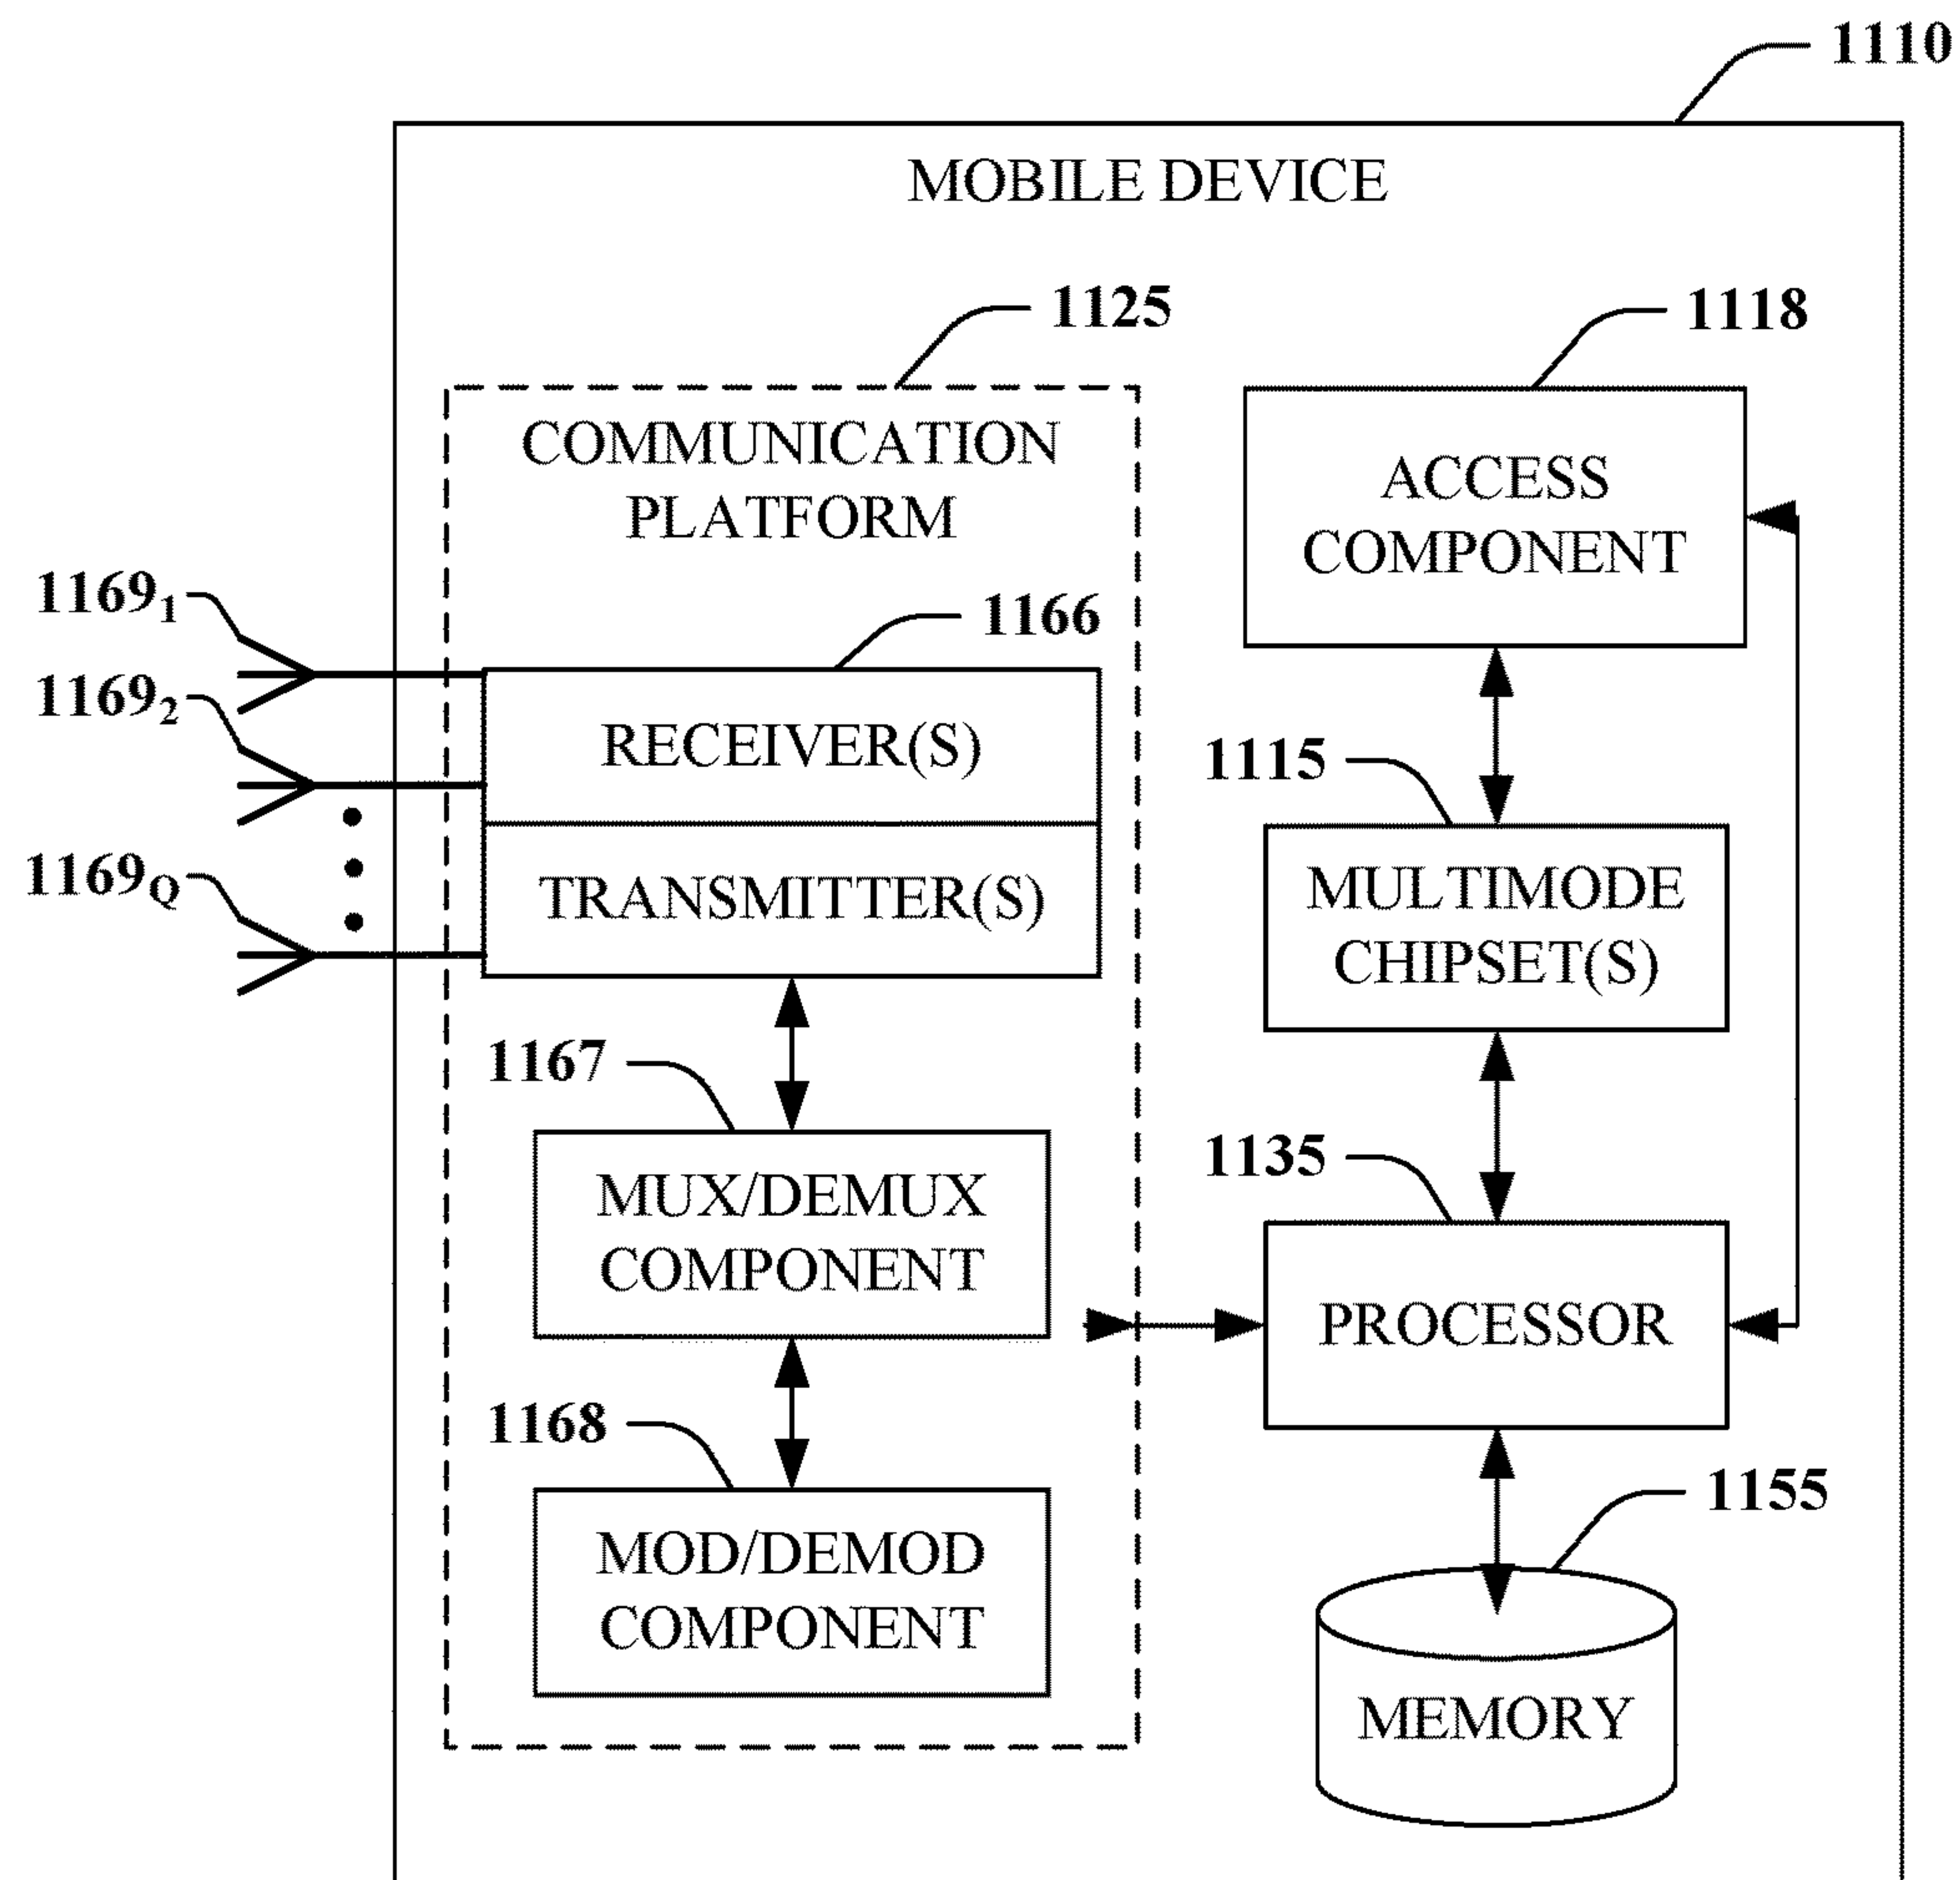 1110
MOBILE DEVICE
1125
1118
COMMUNICATION
PLATFORM
ACCESS
COMPONENT
1169₁
1166
1169₂
RECEIVER(S)
1115
1169Q
TRANSMITTER(S)
MULTIMODE
CHIPSET(S)
1167
1135
MUX/DEMUX
COMPONENT
PROCESSOR
1168
1155
MOD/DEMOD
COMPONENT
MEMORY